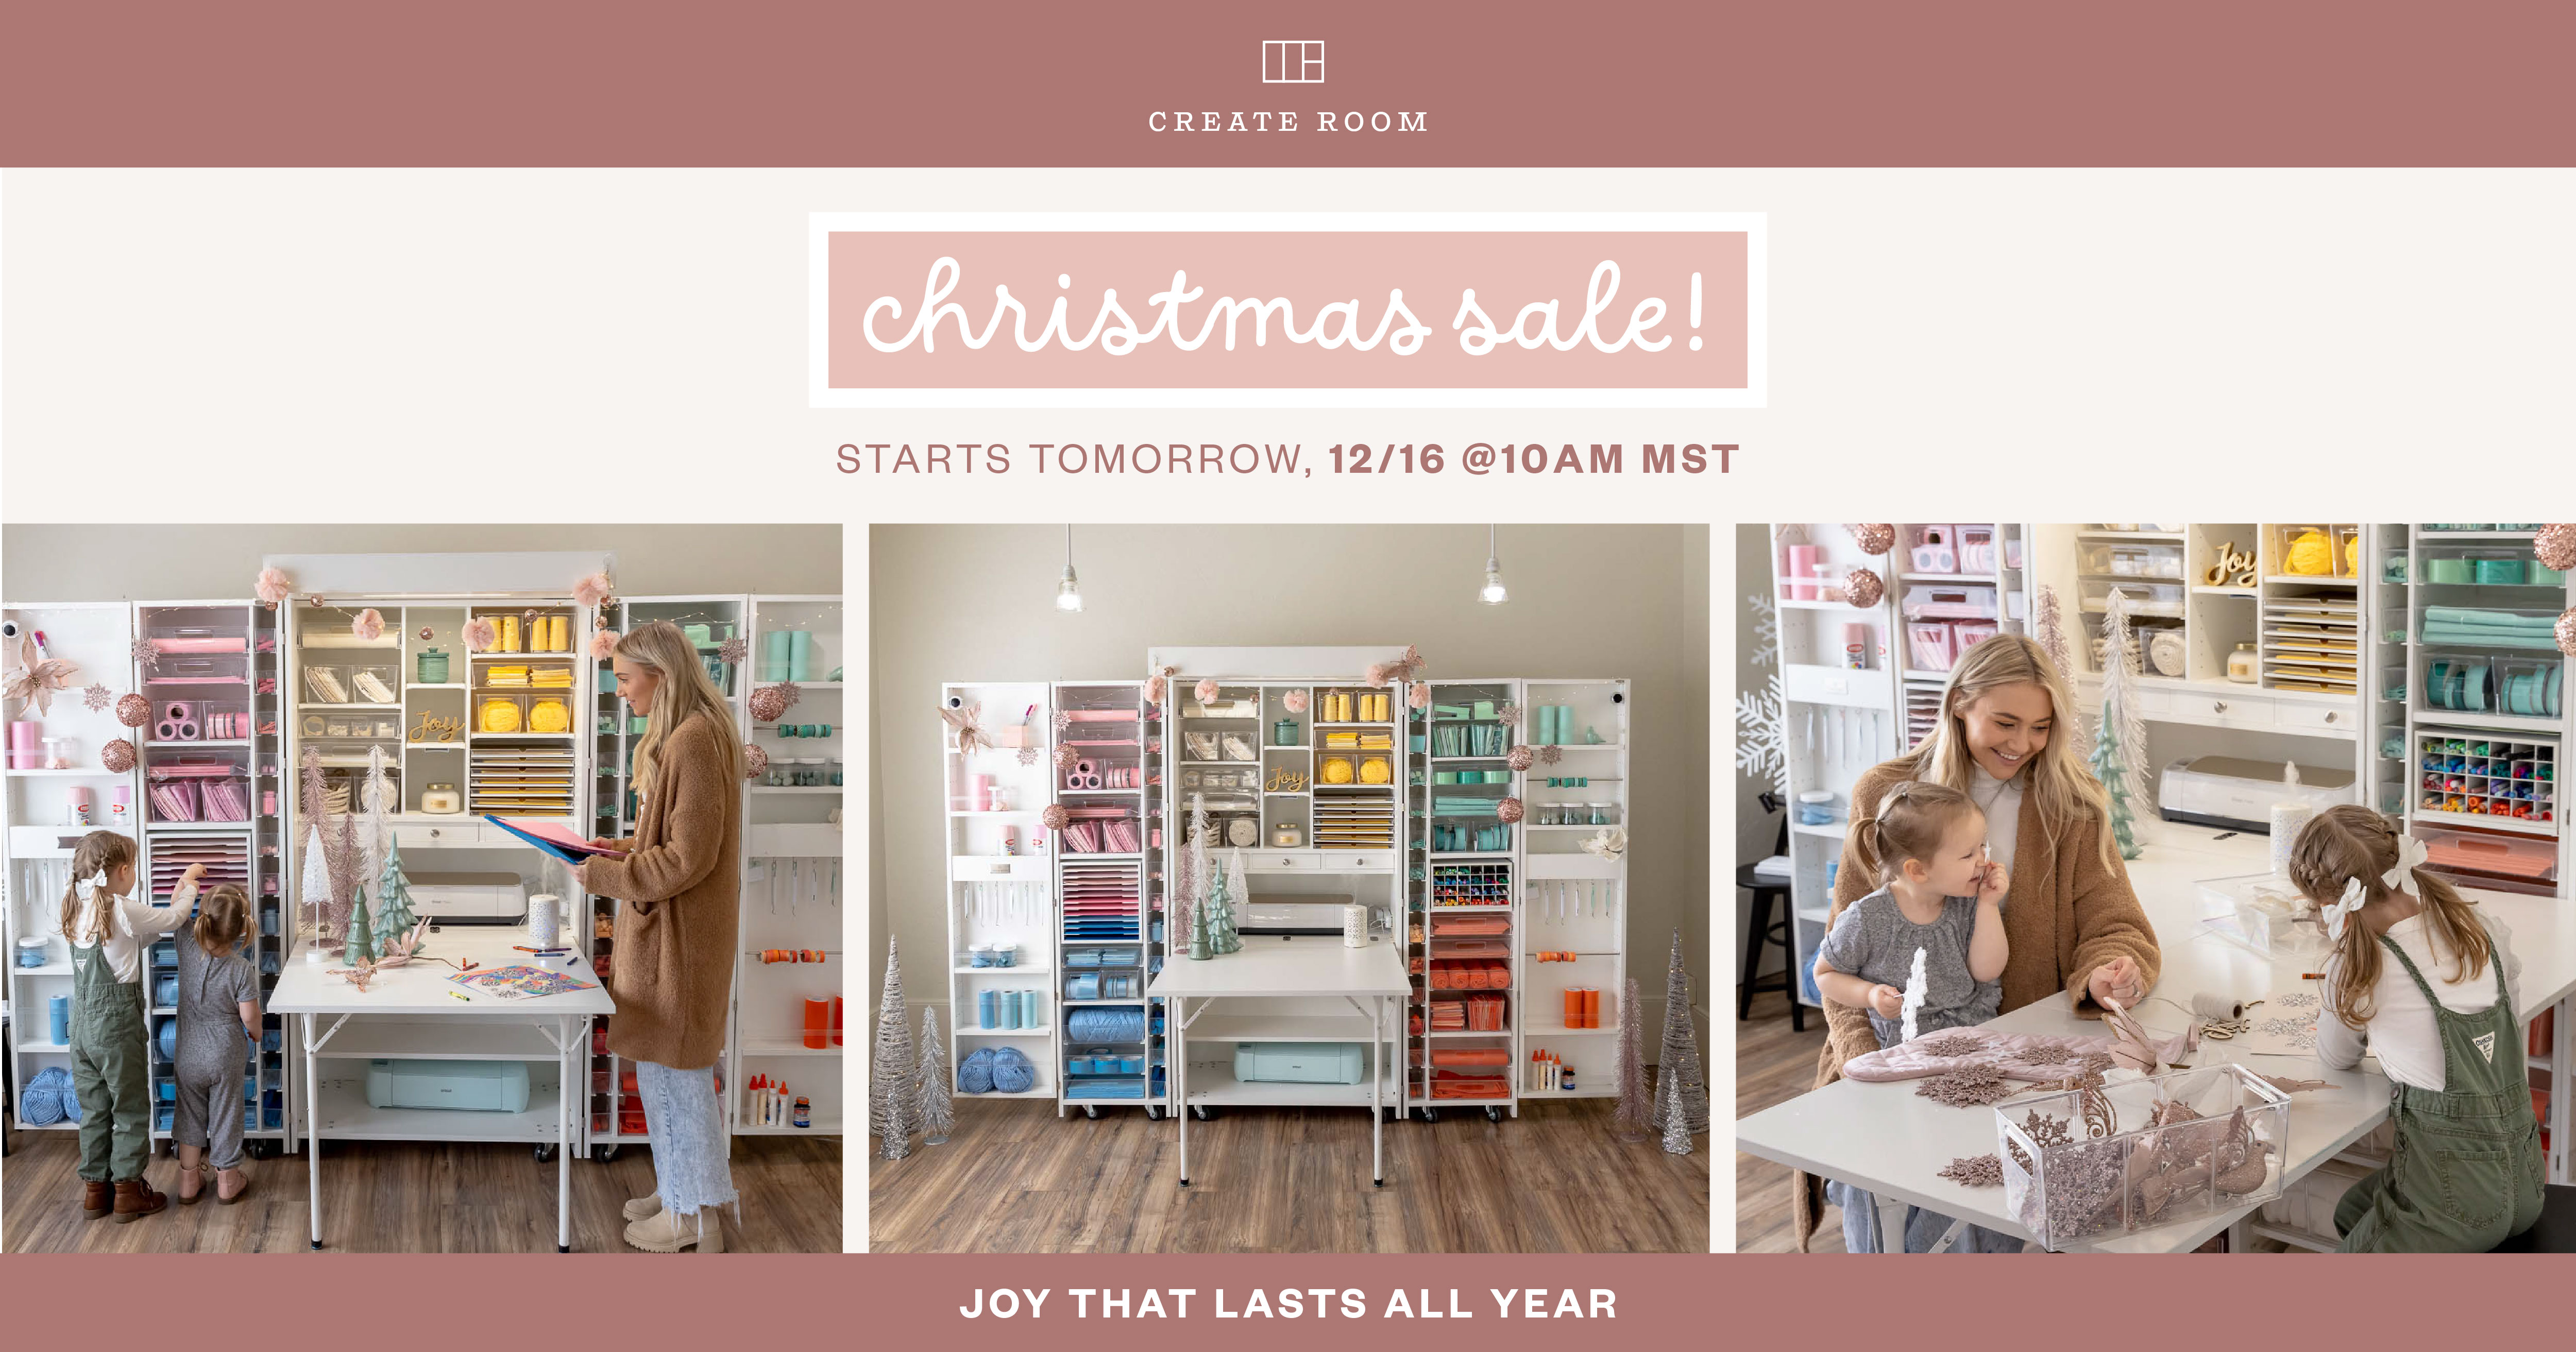 CREATE ROOM
christmas sale!
STARTS TOMORROW, 12/16 @10AM MST
Joy
Joy
Joy
JOY THAT LASTS ALL YEAR